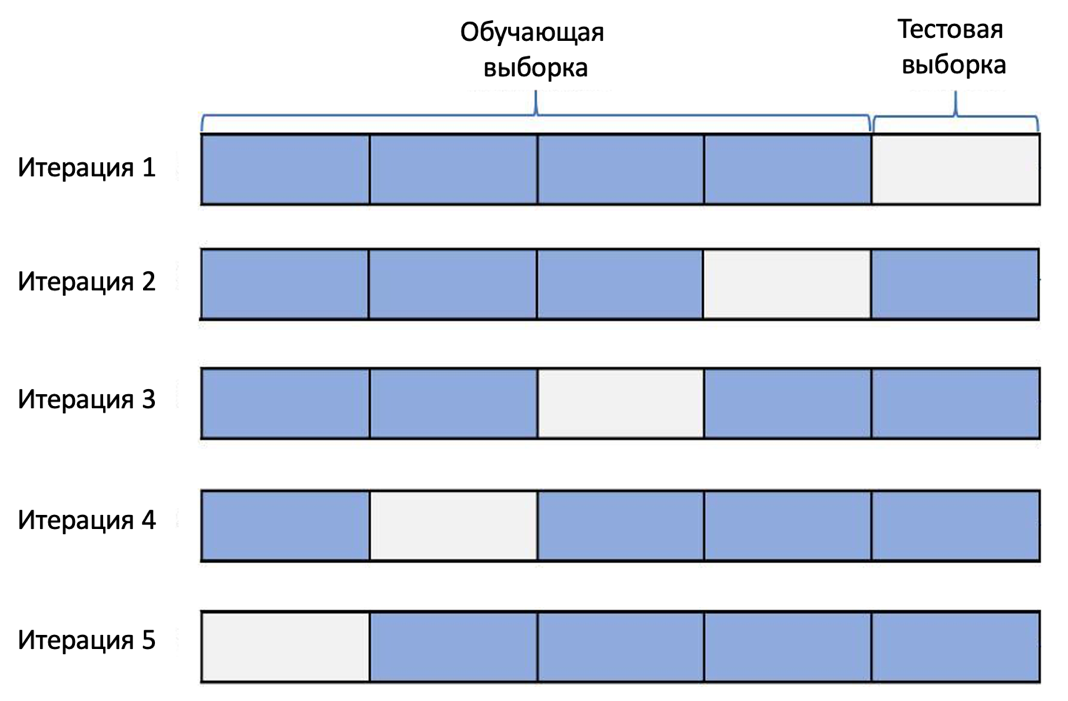 Обучающая
выборка
Тестовая
выборка
Итерация 1
Итерация 2
Итерация 3
Итерация 4
Итерация 5